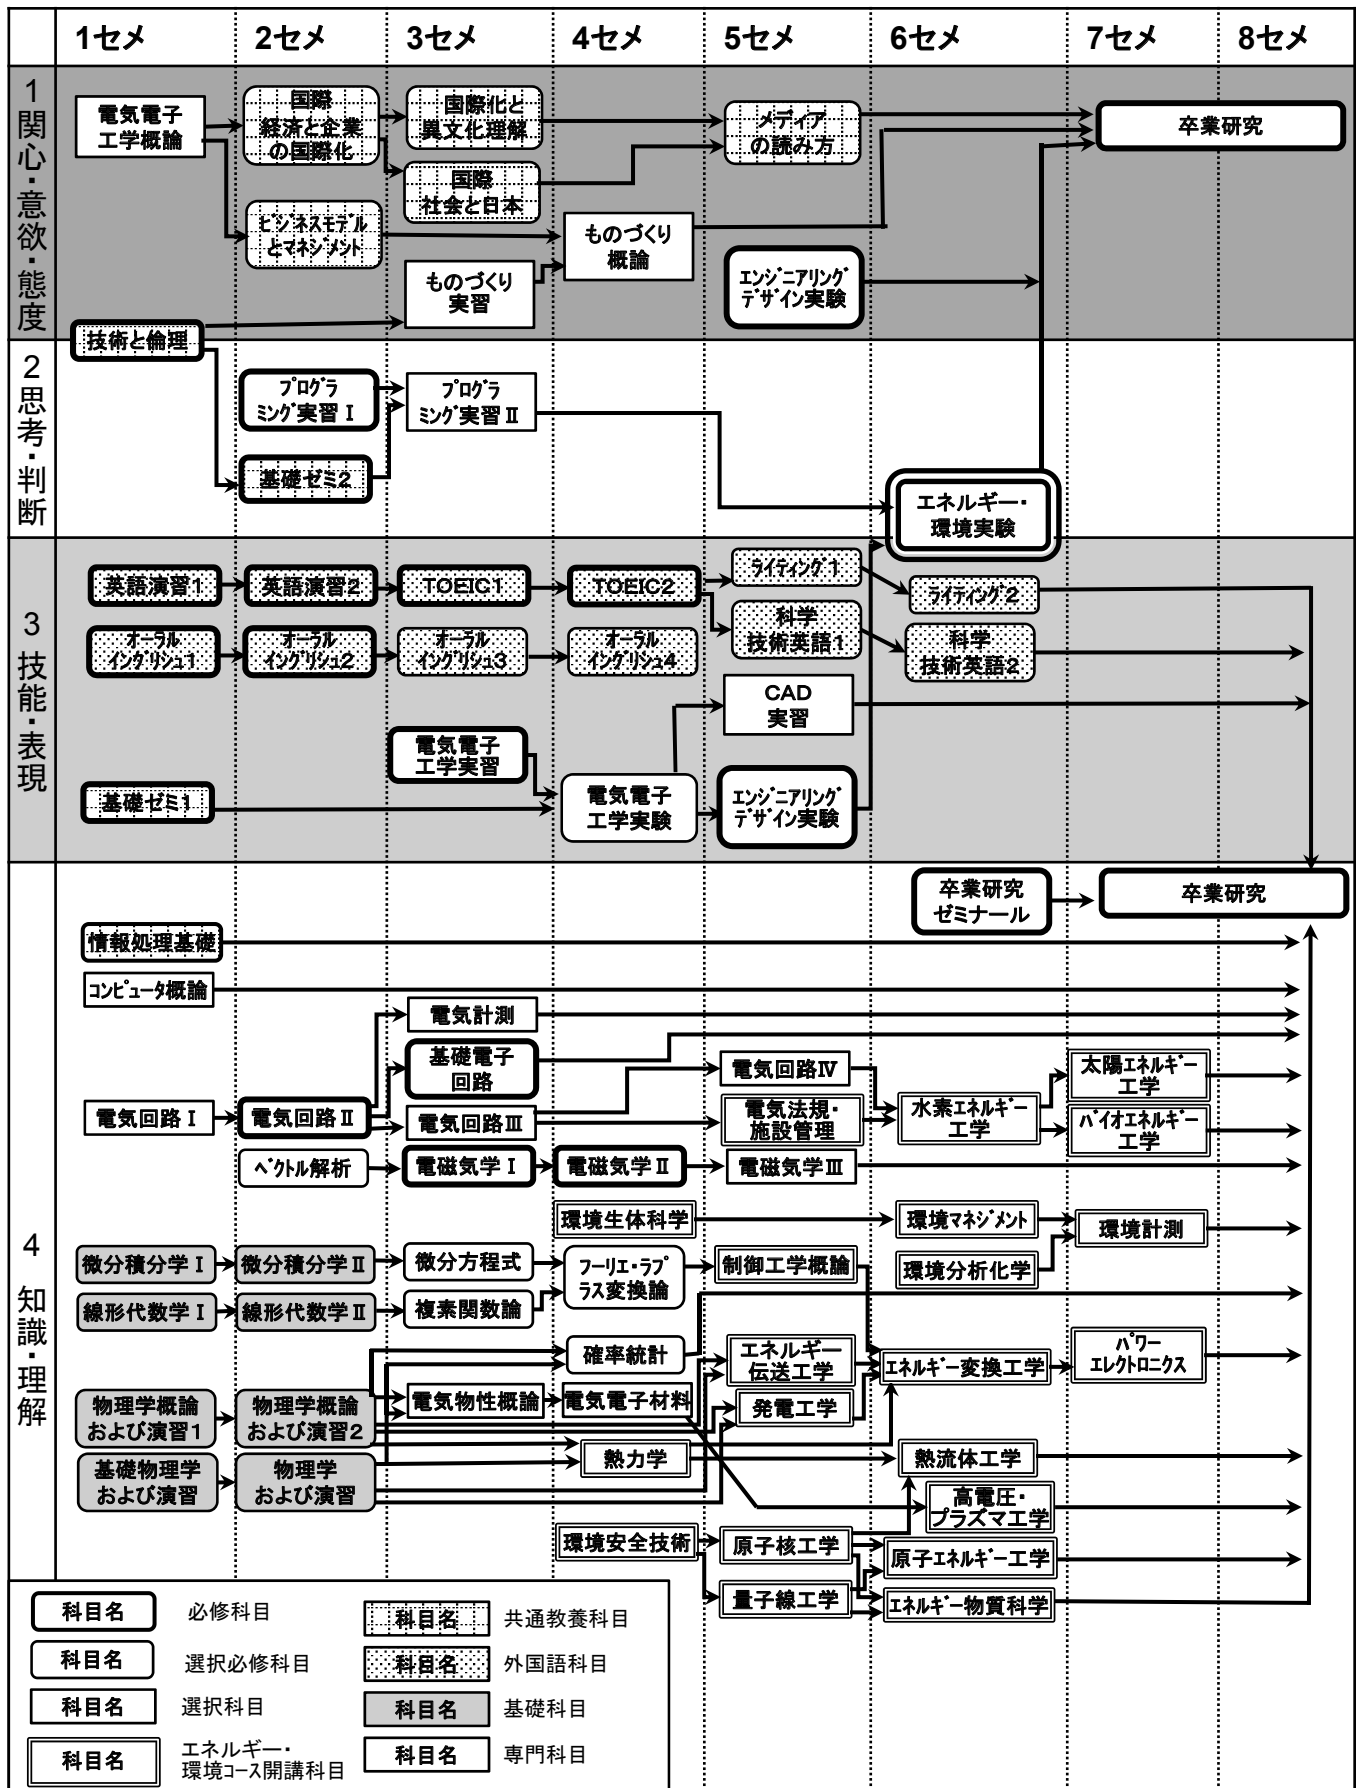 1セメ
2セメ
3セメ
4セメ
5セメ
6セメ
7セメ
8セメ
1
関心・意欲・態度
電気電子
工学概論
国際
経済と企業
の国際化
国際化と
異文化理解
国際
社会と日本
メディア
の読み方
卒業研究
ビジネスモデル
とマネジメント
ものづくり
概論
ものづくり
実習
エンジニアリング
デザイン実験
技術と倫理
2
思考・判断
プログラ
ミング実習Ⅰ
プログラ
ミング実習Ⅱ
基礎ゼミ2
エネルギー・
環境実験
3
技能・表現
英語演習1
英語演習2
TOEIC1
TOEIC2
ライティング1
ライティング2
オーラル
イングリシュ1
オーラル
イングリシュ2
オーラル
イングリシュ3
オーラル
イングリシュ4
科学
技術英語1
科学
技術英語2
CAD
実習
電気電子
工学実習
基礎ゼミ1
電気電子
工学実験
エンジニアリング
デザイン実験
4
知識・理解
卒業研究
ゼミナール
卒業研究
情報処理基礎
コンピュータ概論
電気計測
基礎電子
回路
電気回路Ⅳ
太陽エネルギー
工学
電気回路Ⅰ
電気回路Ⅱ
電気回路Ⅲ
電気法規・
施設管理
水素エネルギー
工学
バイオエネルギー
工学
ベクトル解析
電磁気学Ⅰ
電磁気学Ⅱ
電磁気学Ⅲ
環境生体科学
環境マネジメント
環境計測
微分積分学Ⅰ
微分積分学Ⅱ
微分方程式
フーリエ・ラプ
ラス変換論
制御工学概論
環境分析化学
線形代数学Ⅰ
線形代数学Ⅱ
複素関数論
確率統計
エネルギー
伝送工学
エネルギー変換工学
パワー
エレクトロニクス
物理学概論
および演習1
物理学概論
および演習2
電気物性概論
電気電子材料
発電工学
基礎物理学
および演習
物理学
および演習
熱力学
熱流体工学
高電圧・
プラズマ工学
環境安全技術
原子核工学
原子エネルギー工学
量子線工学
エネルギー物質科学
科目名
必修科目
科目名
共通教養科目
科目名
選択必修科目
科目名
外国語科目
科目名
選択科目
科目名
基礎科目
科目名
エネルギー・
環境コース開講科目
科目名
専門科目